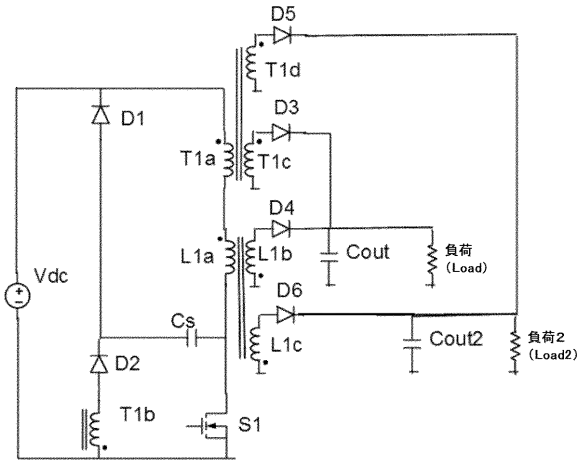 D5
T1d
D1
D3
T1a
T1c
D4
L1a
L1b
Cout
負荷
(Load)
Vdc
D6
Cs
L1c
Cout2
負荷2
(Load2)
D2
T1b
S1